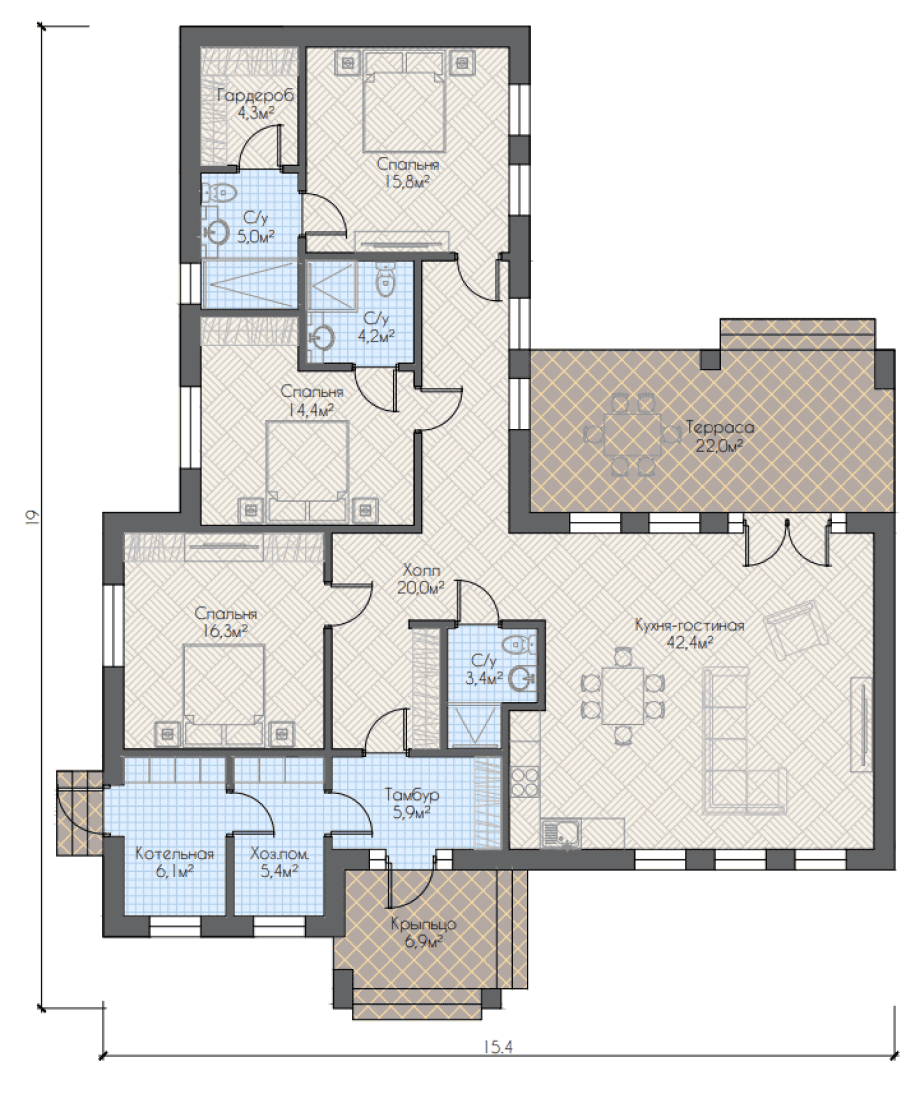 Гардероб
4,3м²
Спальня
15,8м²
С/у
5,0м²
С/у
4,2м²
Спальня
14,4м²
Терраса
22,0м²
19
Холл
20,0м²
Спальня
16,3м²
Кухня-гостиная
42,4м²
С/у
3,4м²
Тамбур
5,9м²
Котельная
6,1м²
Хоз.пом.
5,4м²
Крыльцо
6,9м²
15.4